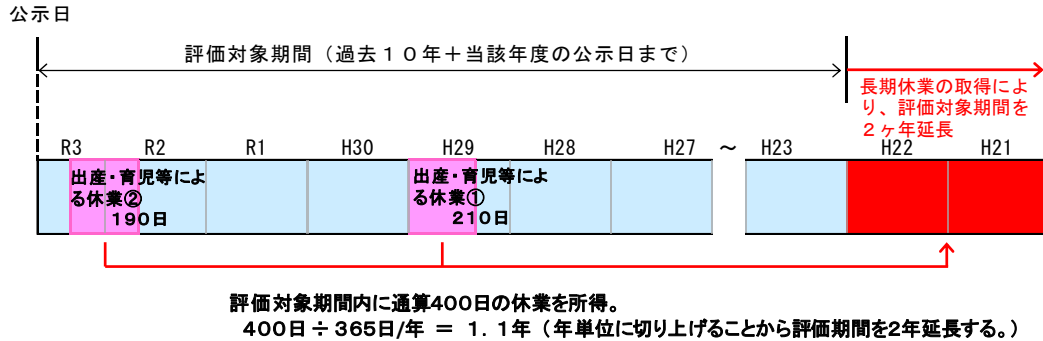 公示日
評価対象期間（過去１０年＋当該年度の公示日まで）
長期休業の取得によ
り、評価対象期間を
２ヶ年延長
R3 R2 R1 H30 H29 H28 H27 ～ H23 H22 H21
出産・育児等によ
る休業②
190日
出産・育児等によ
る休業①
210日
評価対象期間内に通算400日の休業を所得。
400日÷365日/年 ＝ 1.1年（年単位に切り上げることから評価期間を2年延長する。）